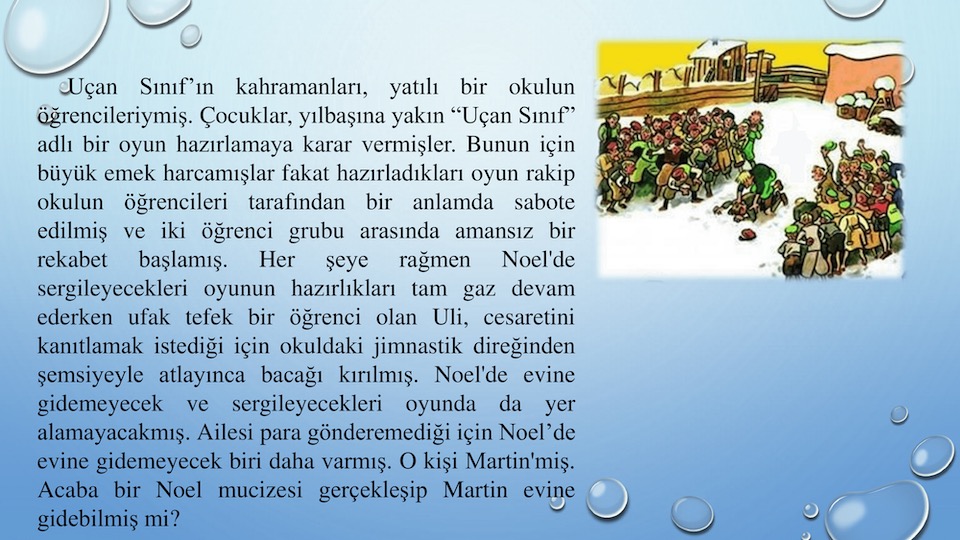 Uçan Sınıf’ın kahramanları, yatılı bir okulun
öğrencileriymiş. Çocuklar, yılbaşına yakın “Uçan Sınıf”
adlı bir oyun hazırlamaya karar vermişler. Bunun için
büyük emek harcamışlar fakat hazırladıkları oyun rakip
okulun öğrencileri tarafından bir anlamda sabote
edilmiş ve iki öğrenci grubu arasında amansız bir
rekabet başlamış. Her şeye rağmen Noel'de
sergileyecekleri oyunun hazırlıkları tam gaz devam
ederken ufak tefek bir öğrenci olan Uli, cesaretini
kanıtlamak istediği için okuldaki jimnastik direğinden
şemsiyeyle atlayınca bacağı kırılmış. Noel'de evine
gidemeyecek ve sergileyecekleri oyunda da yer
alamayacakmış. Ailesi para gönderemediği için Noel’de
evine gidemeyecek biri daha varmış. O kişi Martin'miş.
Acaba bir Noel mucizesi gerçekleşip Martin evine
gidebilmiş mi?